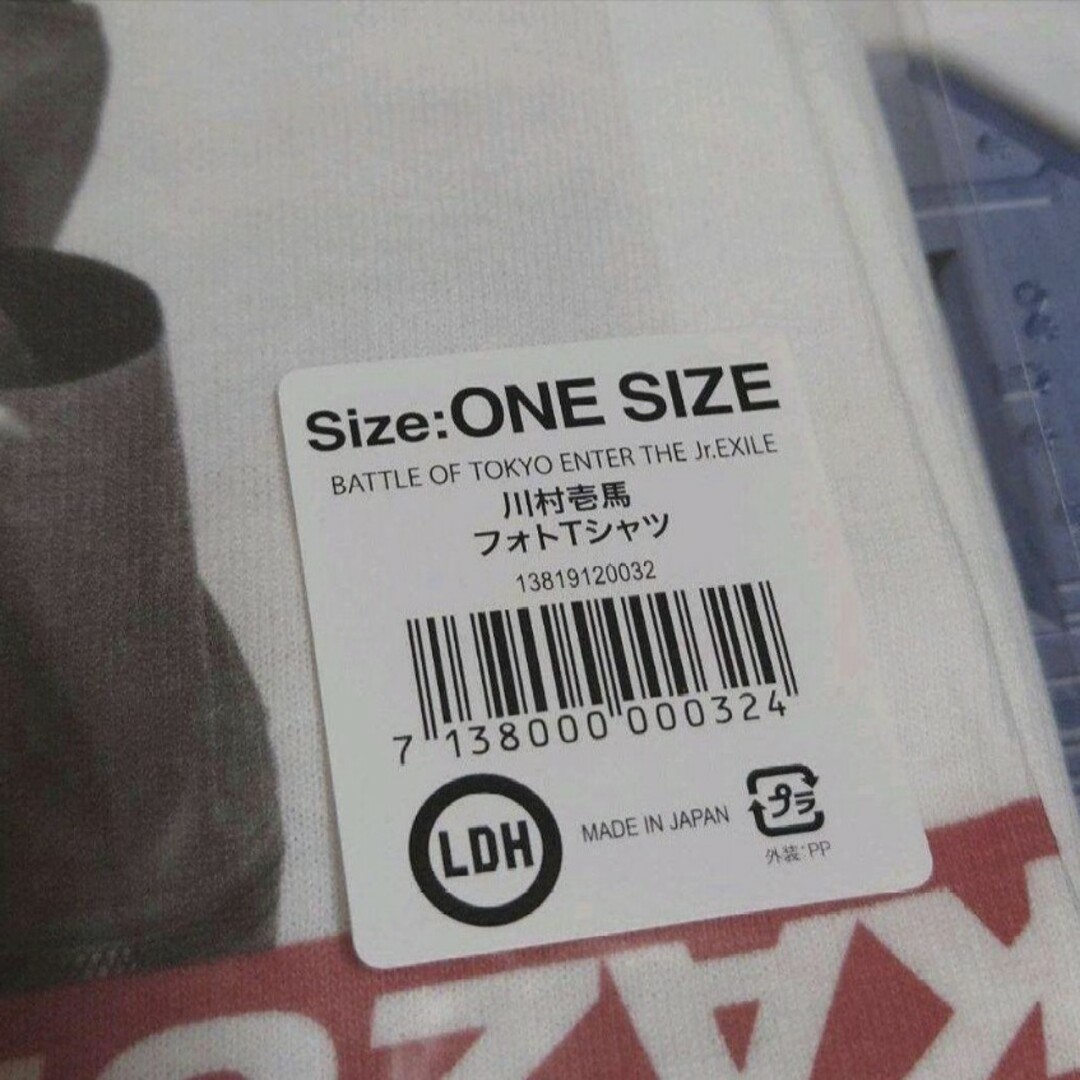 Size:ONE SIZE
BATTLE OF TOKYO ENTER THE Jr.EXILE
川村壱馬
フォトTシャツ
13819120032
7 138000 000324
LDH
MADE IN JAPAN
プラ
外装:PP
KAZ